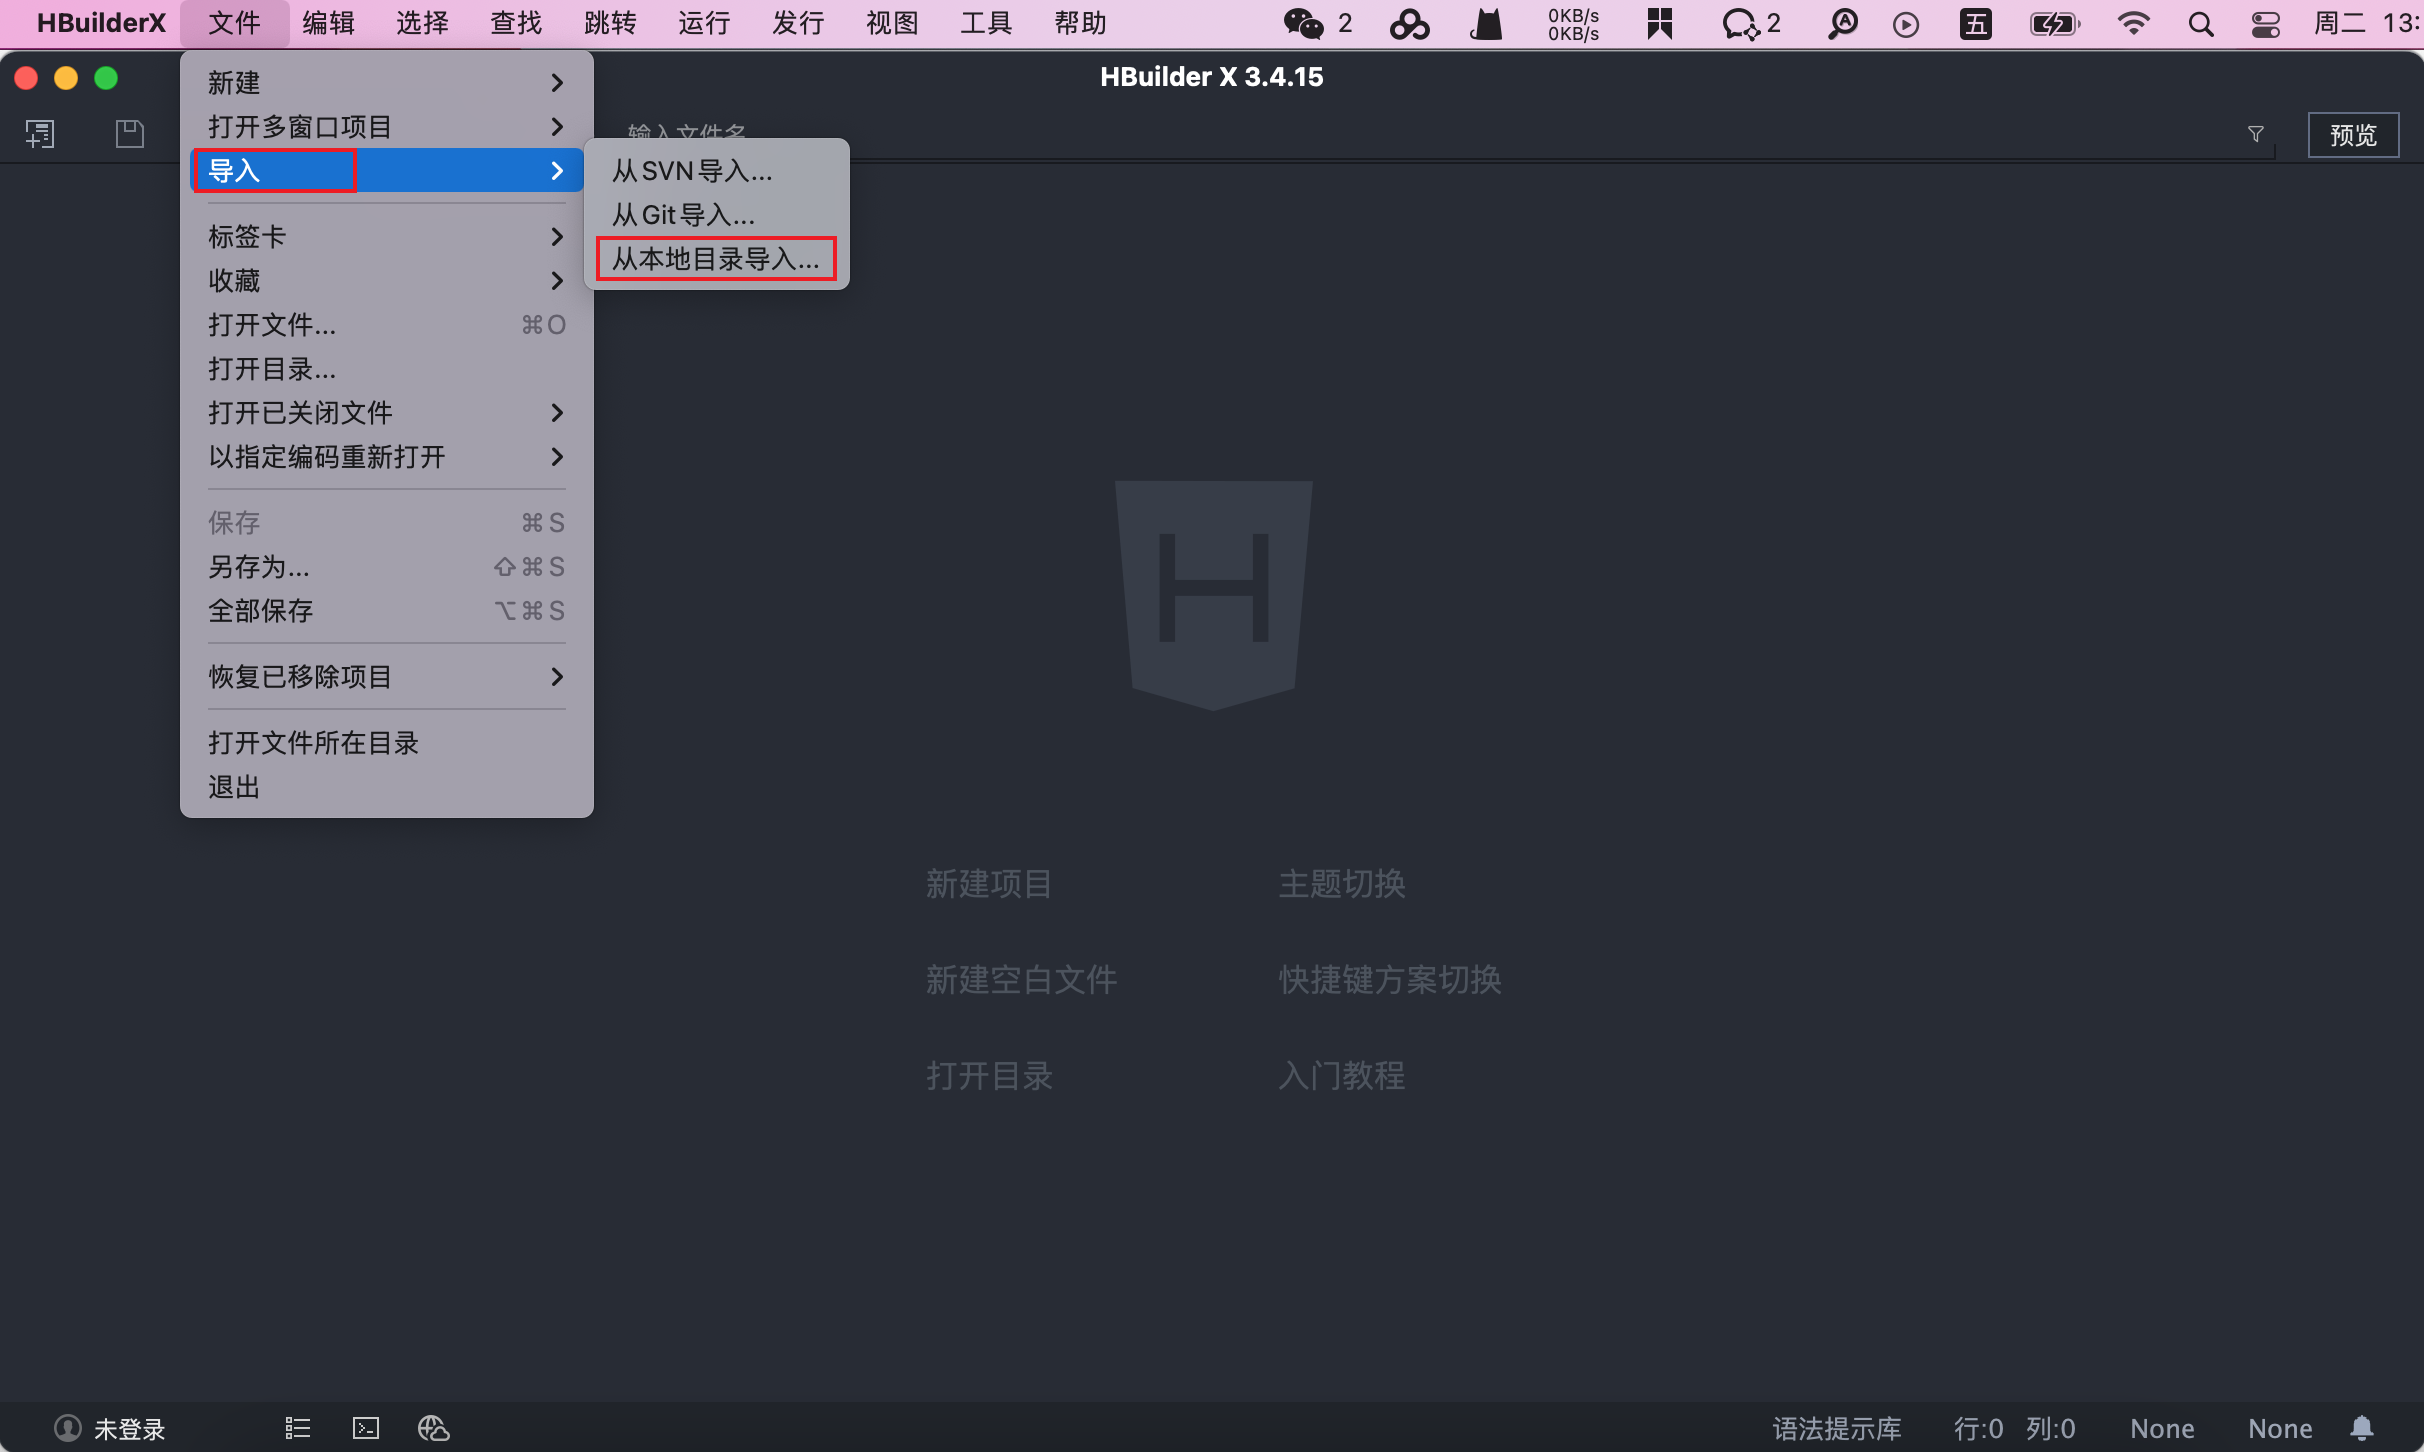 HBuilderX 文件 编辑 选择 查找 跳转 运行 发行 视图 工具 帮助 2 0KB/s 0KB/s 2 五 周二 13:
HBuilder X 3.4.15
输入文件名
预览
新建
打开多窗口项目
导入
标签卡
收藏
打开文件... ⌘O
打开目录...
打开已关闭文件
以指定编码重新打开
保存 ⌘S
另存为... ⇧⌘S
全部保存 ⌥⌘S
恢复已移除项目
打开文件所在目录
退出
从SVN导入...
从Git导入...
从本地目录导入...
H
新建项目 主题切换
新建空白文件 快捷键方案切换
打开目录 入门教程
未登录 语法提示库 行:0 列:0 None None